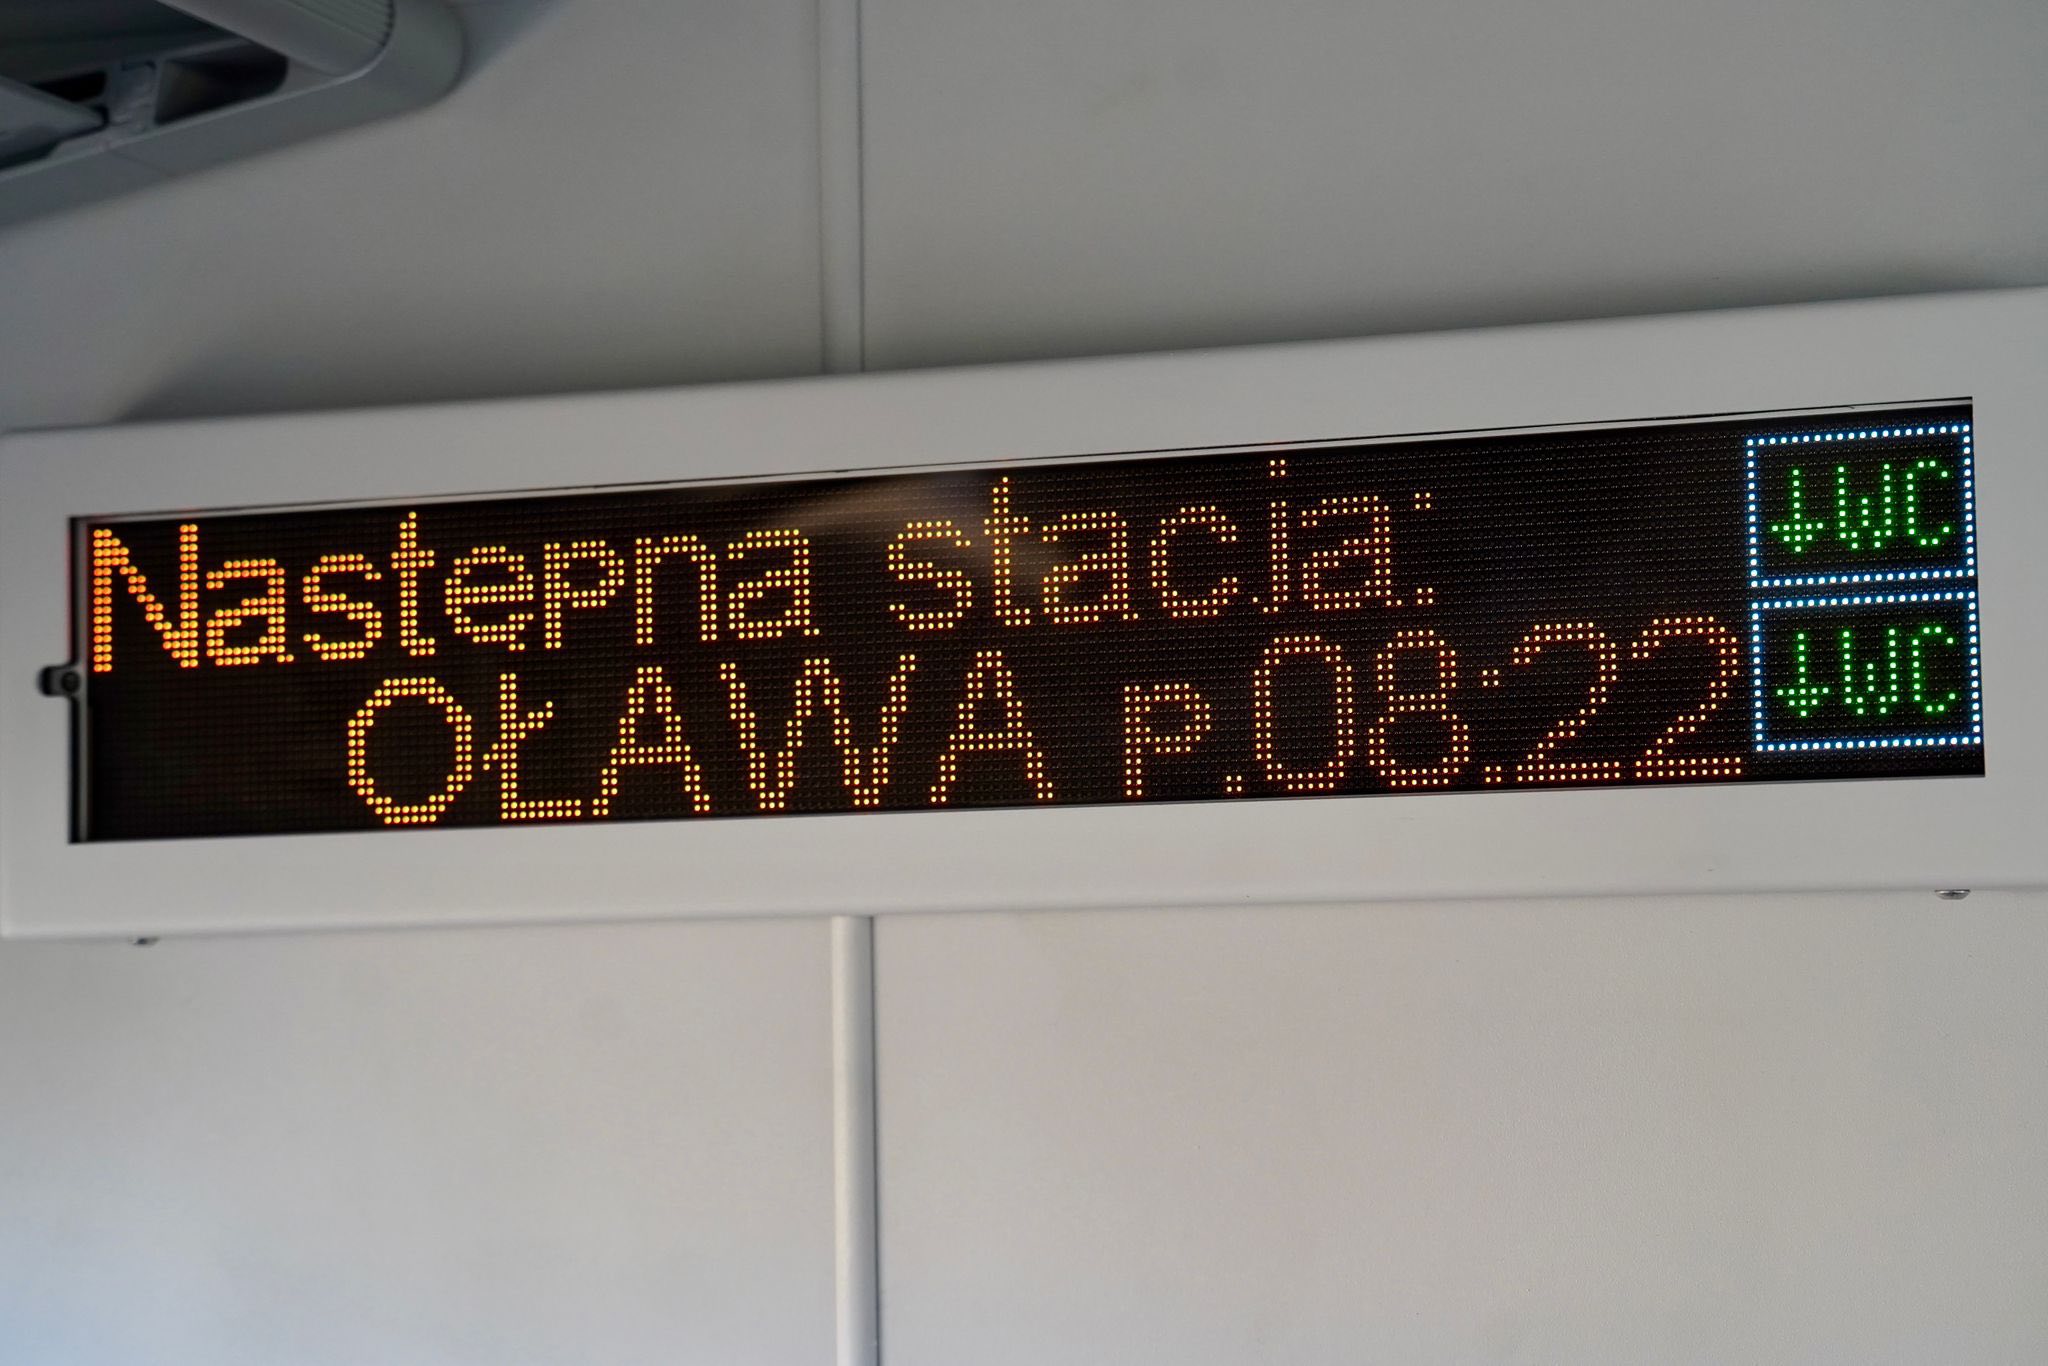 Następna stacja:
OŁAWA p.08:22
↓WC
↓WC